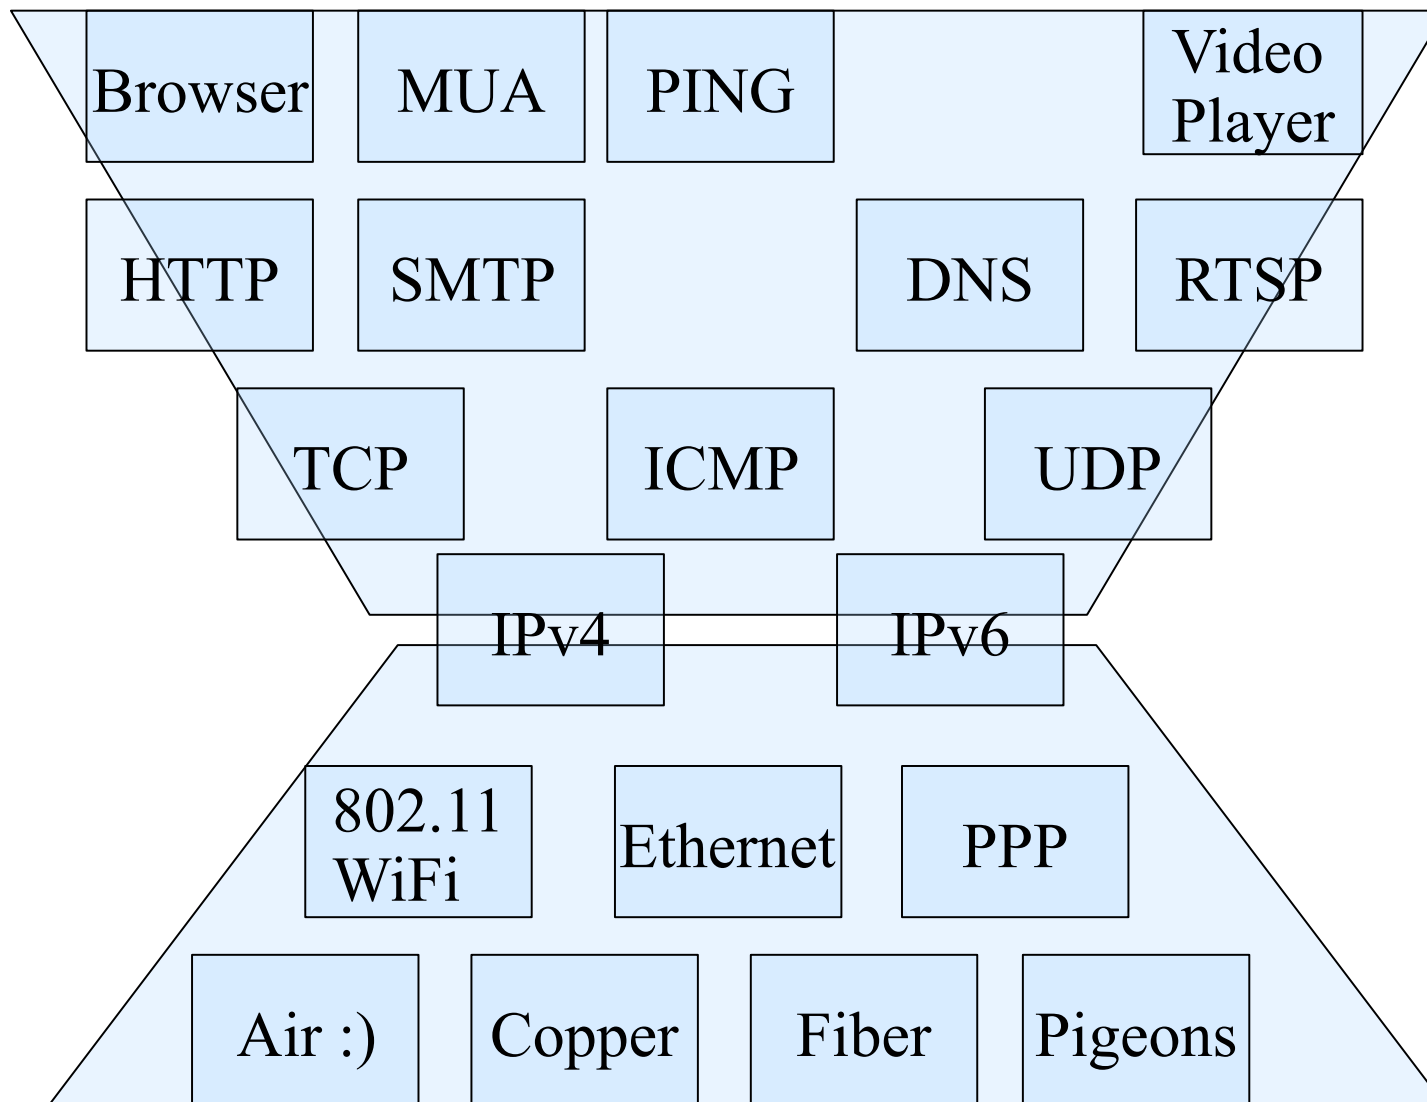 Browser
MUA
PING
Video
Player
HTTP
SMTP
DNS
RTSP
TCP
ICMP
UDP
IPv4
IPv6
802.11
WiFi
Ethernet
PPP
Air :)
Copper
Fiber
Pigeons